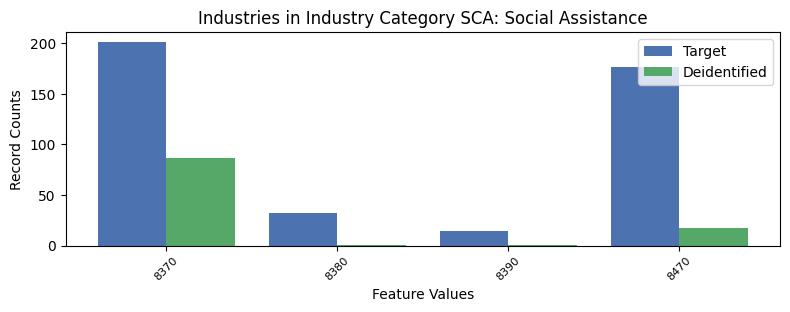 Industries in Industry Category SCA: Social Assistance
Target
Deidentified
Record Counts
200
150
100
50
0
8370 8380 8390 8470
Feature Values